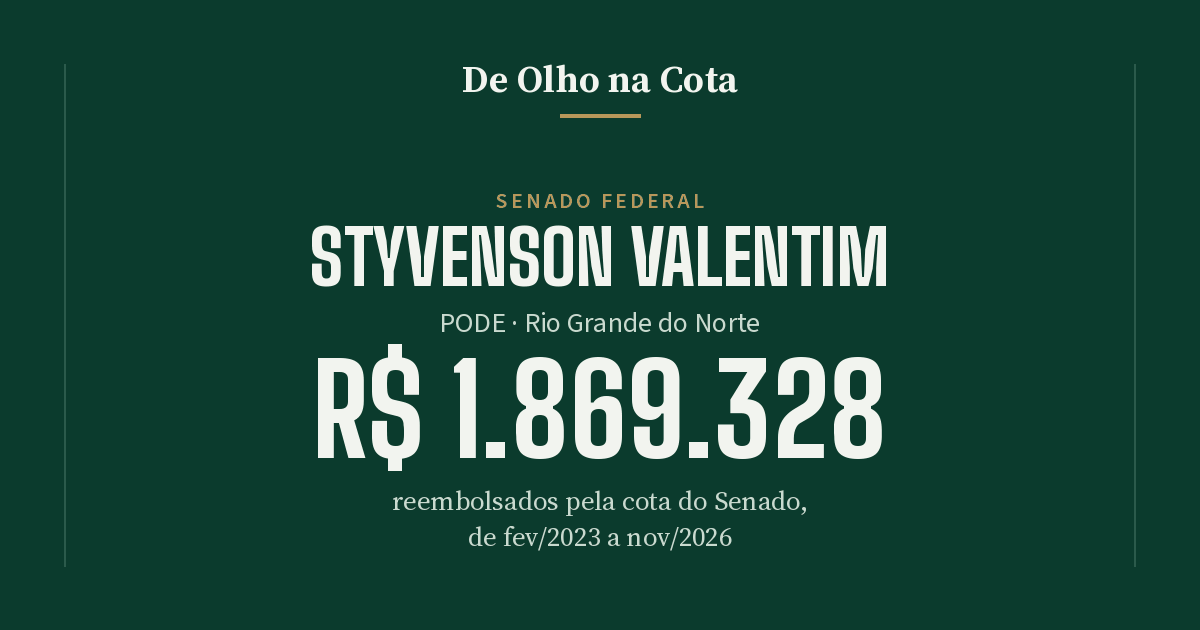 De Olho na Cota
SENADO FEDERAL
STYVENSON VALENTIM
PODE · Rio Grande do Norte
R$ 1.869.328
reembolsados pela cota do Senado,
de fev/2023 a nov/2026